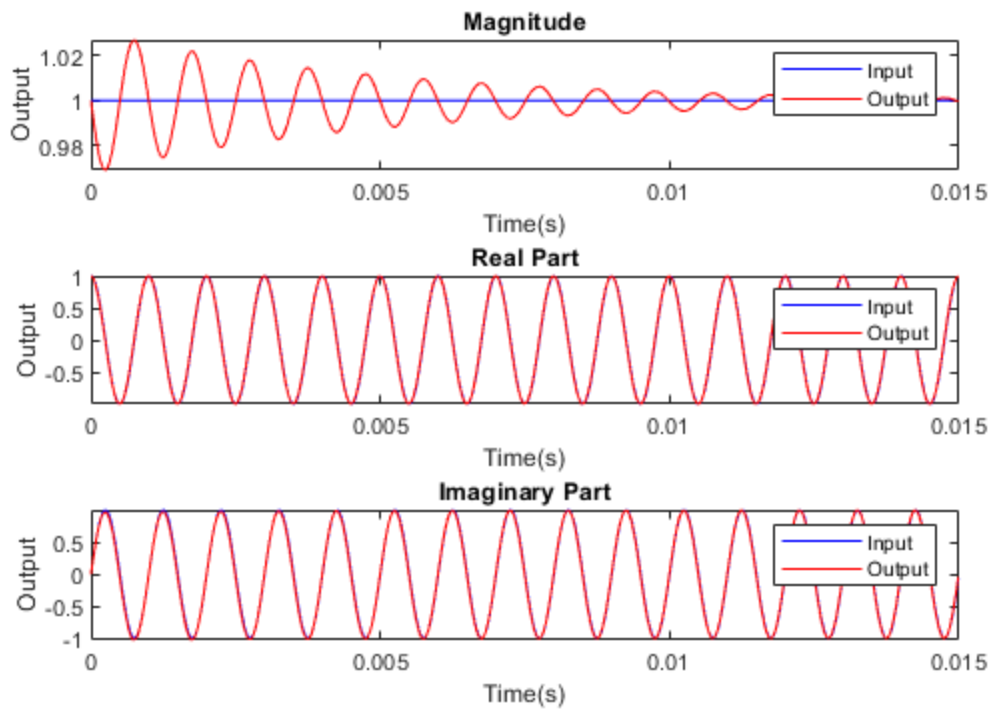 Magnitude
1.02
1
0.98
Output
Input
Output
0
0.005
0.01
0.015
Time(s)
Real Part
1
0.5
0
-0.5
Output
Input
Output
0
0.005
0.01
0.015
Time(s)
Imaginary Part
0.5
0
-0.5
-1
Output
Input
Output
0
0.005
0.01
0.015
Time(s)